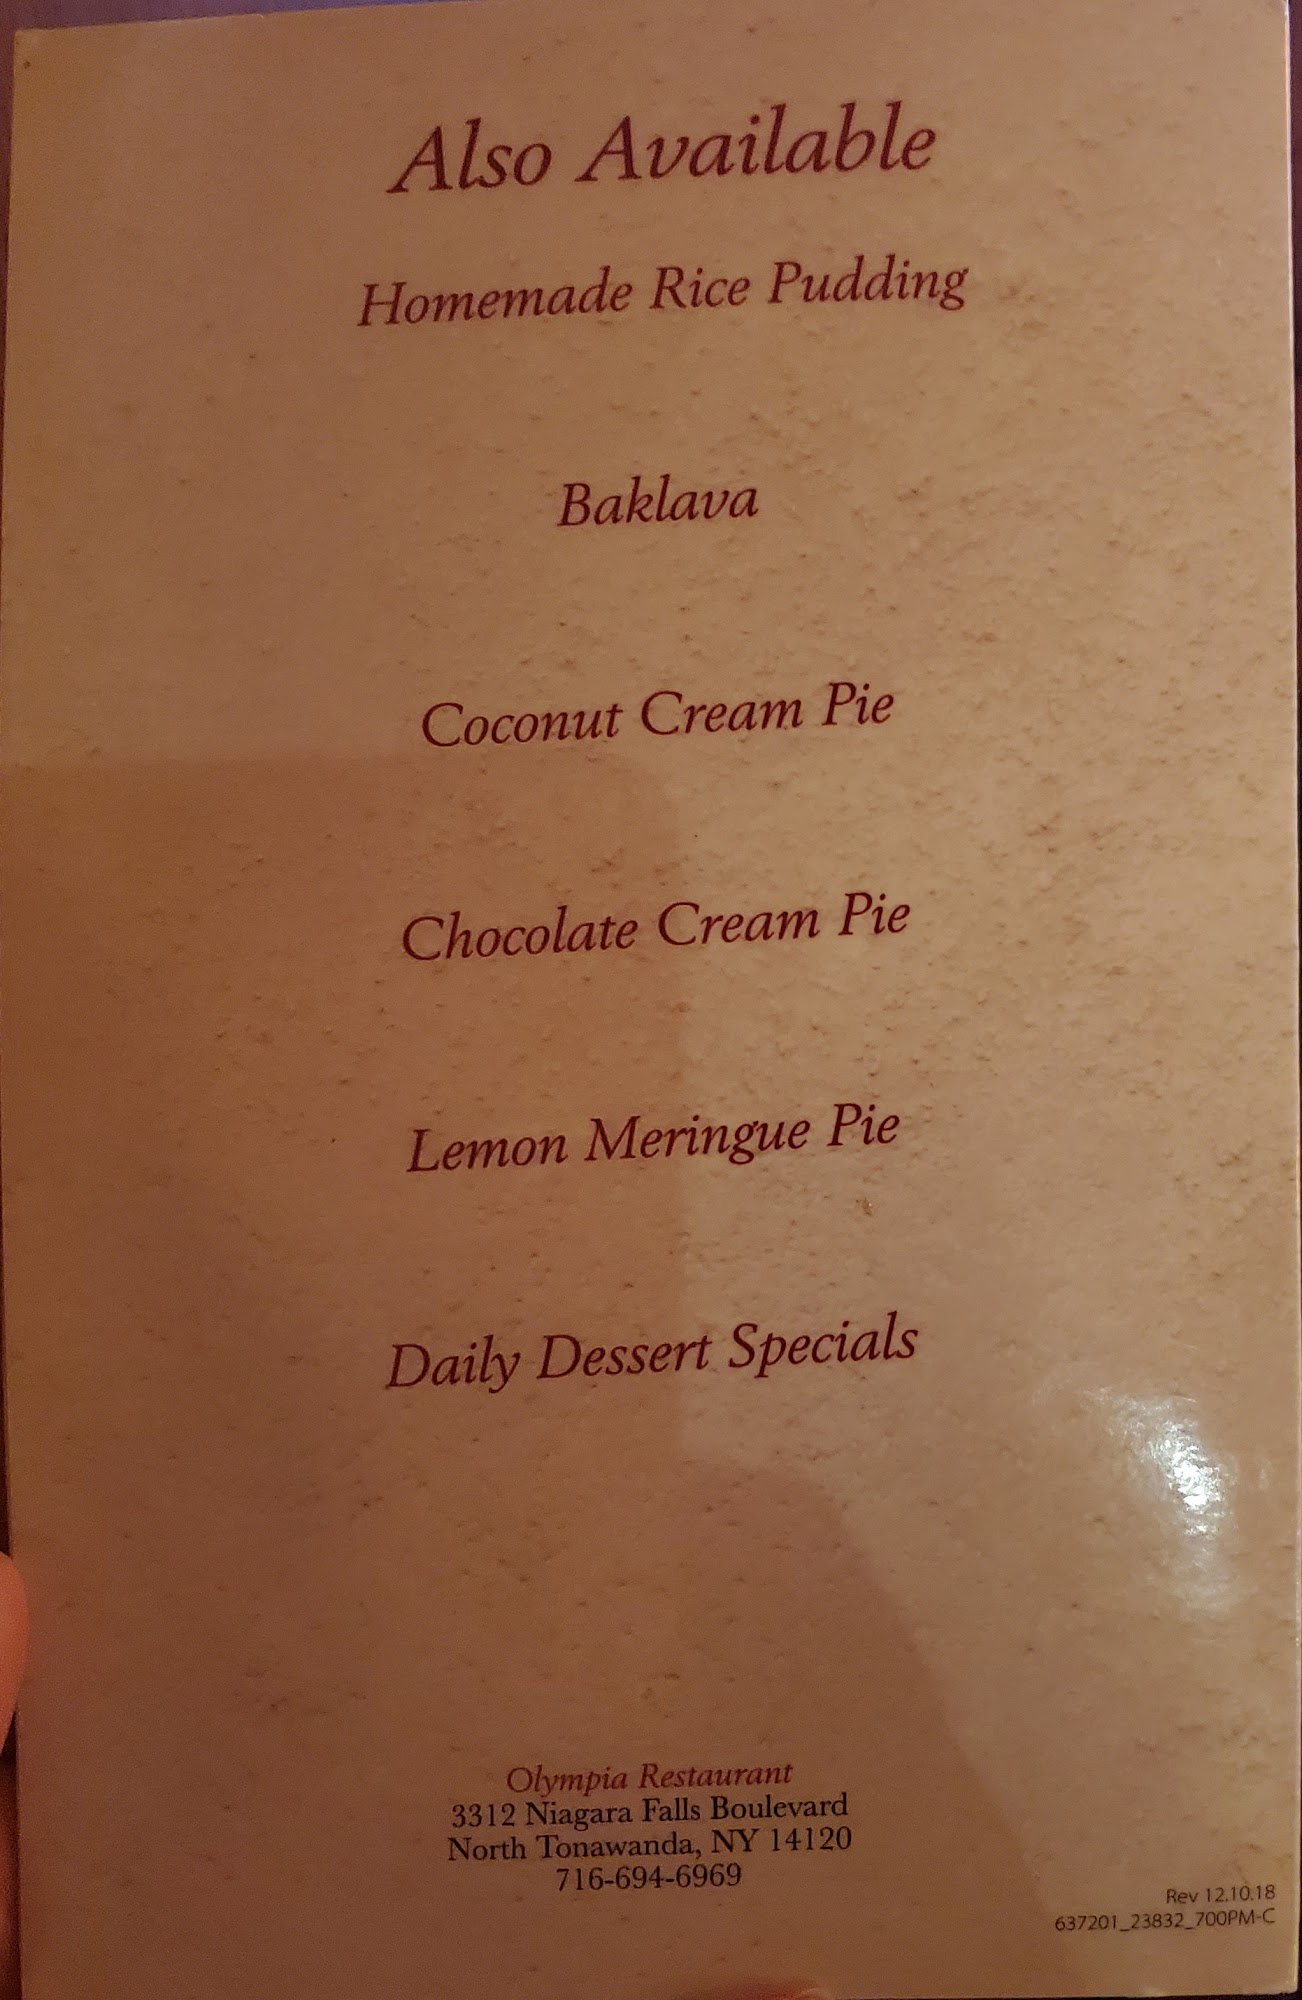 Also Available
Homemade Rice Pudding
Baklava
Coconut Cream Pie
Chocolate Cream Pie
Lemon Meringue Pie
Daily Dessert Specials
Olympia Restaurant
3312 Niagara Falls Boulevard
North Tonawanda, NY 14120
716-694-6969
Rev 12.10.18
637201_23832_700PM-C